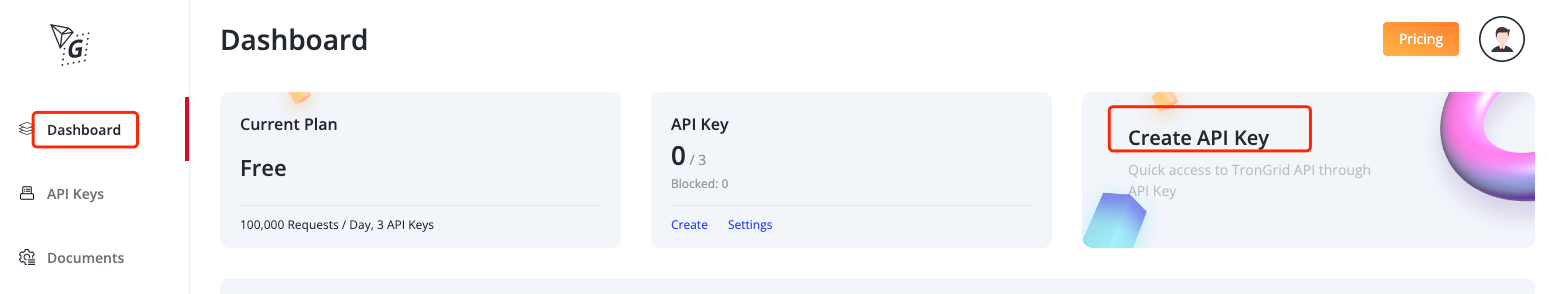 G
Dashboard
Pricing
Dashboard
API Keys
Documents
Current Plan
Free
100,000 Requests / Day, 3 API Keys
API Key
0 / 3
Blocked: 0
Create Settings
Create API Key
Quick access to TronGrid API through
API Key